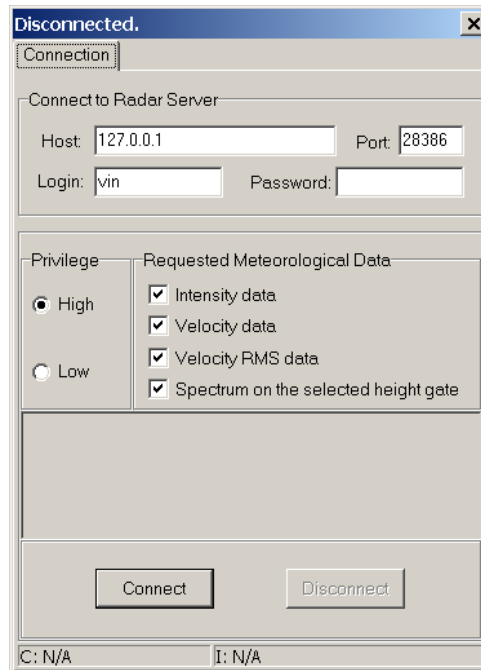 Disconnected.
Connection
Connect to Radar Server
Host: 127.0.0.1 Port: 28386
Login: vin Password:
Privilege Requested Meteorological Data
High Intensity data
Velocity data
Low Velocity RMS data
Spectrum on the selected height gate
Connect Disconnect
C: N/A I: N/A